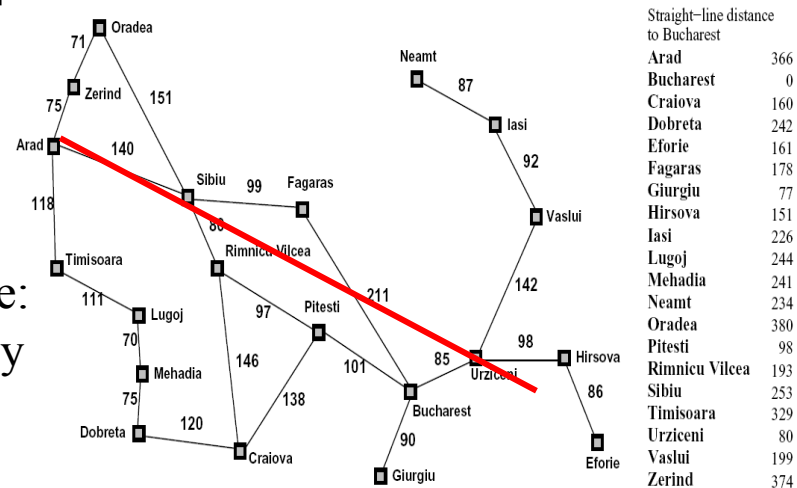 Oradea
71
Neamt
Zerind
151
87
75
Arad
140
Iasi
Sibiu
99
Fagaras
92
118
80
Vaslui
Timisoara
Rimnicu Vilcea
111
Lugoj
97
Pitesti
211
142
e:
70
146
101
85
98
Hirsova
y
Mehadia
Urziceni
75
138
86
120
Bucharest
Dobreta
90
Craiova
Eforie
Giurgiu
Straight−line distance
to Bucharest
Arad 366
Bucharest 0
Craiova 160
Dobreta 242
Eforie 161
Fagaras 178
Giurgiu 77
Hirsova 151
Iasi 226
Lugoj 244
Mehadia 241
Neamt 234
Oradea 380
Pitesti 98
Rimnicu Vilcea 193
Sibiu 253
Timisoara 329
Urziceni 80
Vaslui 199
Zerind 374